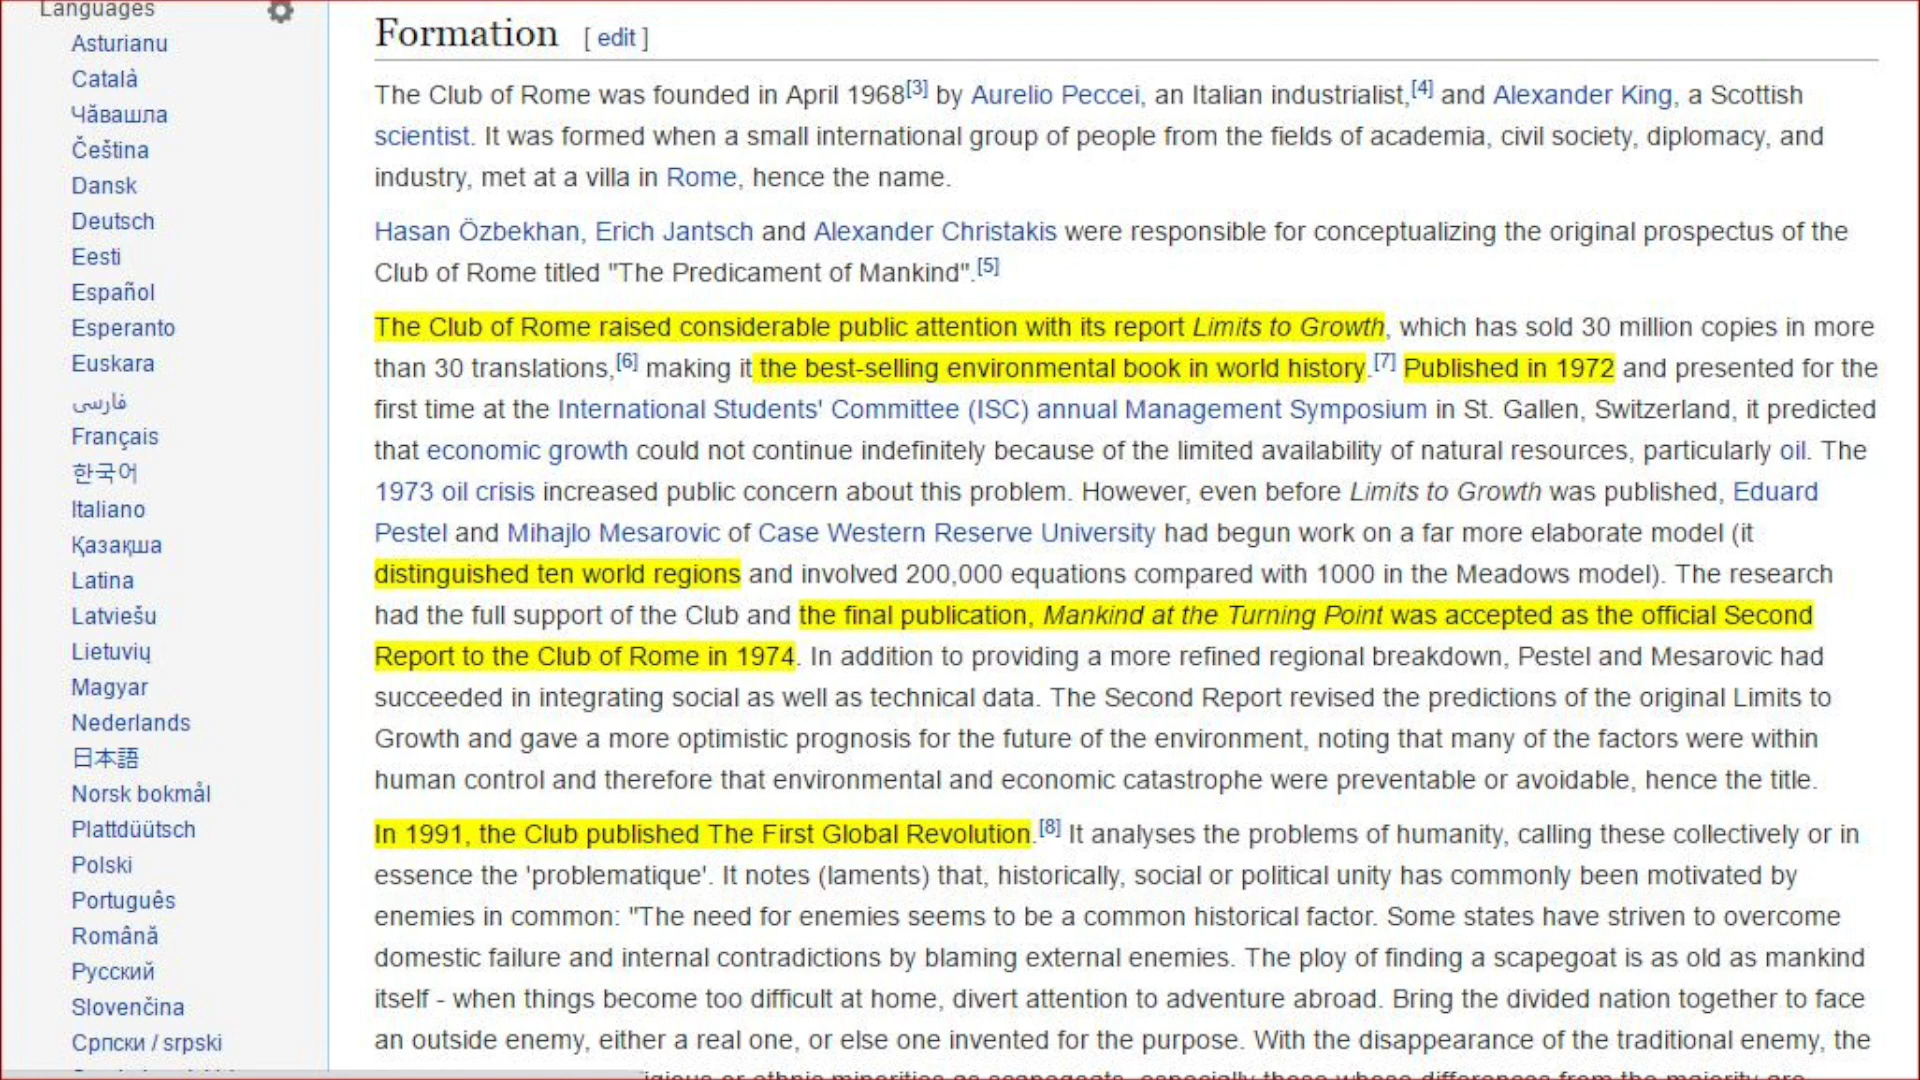 Languages
Asturianu
Català
Чӑвашла
Čeština
Dansk
Deutsch
Eesti
Español
Esperanto
Euskara
فارسی
Français
한국어
Italiano
Қазақша
Latina
Latviešu
Lietuvių
Magyar
Nederlands
日本語
Norsk bokmål
Plattdüütsch
Polski
Português
Română
Русский
Slovenčina
Српски / srpski
Formation [ edit ]
The Club of Rome was founded in April 1968[3] by Aurelio Peccei, an Italian industrialist,[4] and Alexander King, a Scottish
scientist. It was formed when a small international group of people from the fields of academia, civil society, diplomacy, and
industry, met at a villa in Rome, hence the name.
Hasan Özbekhan, Erich Jantsch and Alexander Christakis were responsible for conceptualizing the original prospectus of the
Club of Rome titled "The Predicament of Mankind".[5]
The Club of Rome raised considerable public attention with its report Limits to Growth, which has sold 30 million copies in more
than 30 translations,[6] making it the best-selling environmental book in world history.[7] Published in 1972 and presented for the
first time at the International Students' Committee (ISC) annual Management Symposium in St. Gallen, Switzerland, it predicted
that economic growth could not continue indefinitely because of the limited availability of natural resources, particularly oil. The
1973 oil crisis increased public concern about this problem. However, even before Limits to Growth was published, Eduard
Pestel and Mihajlo Mesarovic of Case Western Reserve University had begun work on a far more elaborate model (it
distinguished ten world regions and involved 200,000 equations compared with 1000 in the Meadows model). The research
had the full support of the Club and the final publication, Mankind at the Turning Point was accepted as the official Second
Report to the Club of Rome in 1974. In addition to providing a more refined regional breakdown, Pestel and Mesarovic had
succeeded in integrating social as well as technical data. The Second Report revised the predictions of the original Limits to
Growth and gave a more optimistic prognosis for the future of the environment, noting that many of the factors were within
human control and therefore that environmental and economic catastrophe were preventable or avoidable, hence the title.
In 1991, the Club published The First Global Revolution.[8] It analyses the problems of humanity, calling these collectively or in
essence the 'problematique'. It notes (laments) that, historically, social or political unity has commonly been motivated by
enemies in common: "The need for enemies seems to be a common historical factor. Some states have striven to overcome
domestic failure and internal contradictions by blaming external enemies. The ploy of finding a scapegoat is as old as mankind
itself - when things become too difficult at home, divert attention to adventure abroad. Bring the divided nation together to face
an outside enemy, either a real one, or else one invented for the purpose. With the disappearance of the traditional enemy, the
or ethnic minorities as scapegoats, especially those whose differences from the majority are